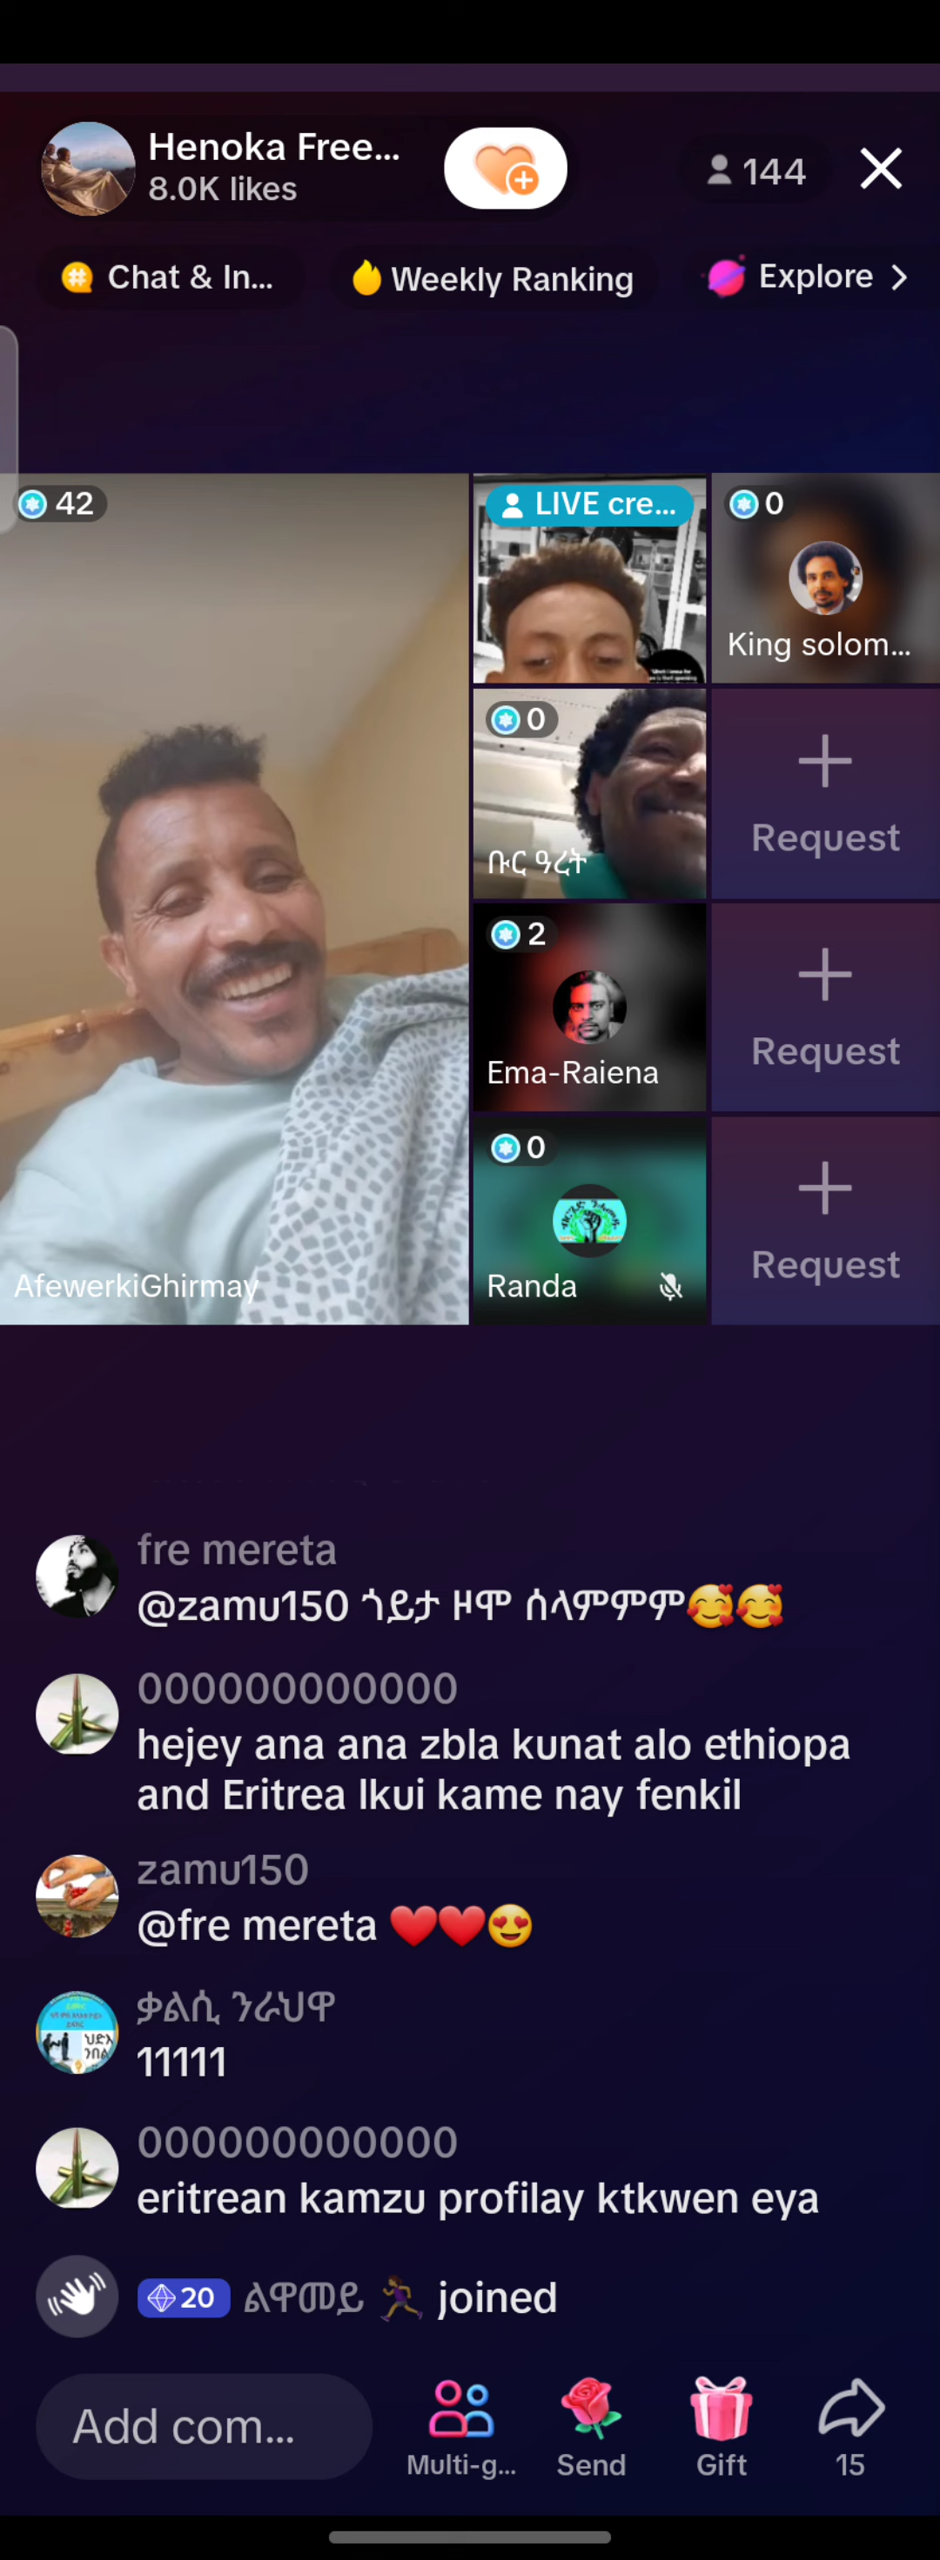 Henoka Free...
8.0K likes
144
Chat & In...
Weekly Ranking
Explore
42
LIVE cre...
0
King solom...
0
ቡር ዓረት
Request
2
Ema-Raiena
Request
0
Randa
Request
AfewerkiGhirmay
fre mereta
@zamu150 ጎይታ ዞሞ ሰላምምም🥰🥰
000000000000
hejey ana ana zbla kunat alo ethiopa
and Eritrea lkui kame nay fenkil
zamu150
@fre mereta ❤️❤️😍
ቃልሲ ንራህዋ
11111
000000000000
eritrean kamzu profilay ktkwen eya
20 ልዋመይ 🏃🏾‍♀️ joined
Add com...
Multi-g...
Send
Gift
15